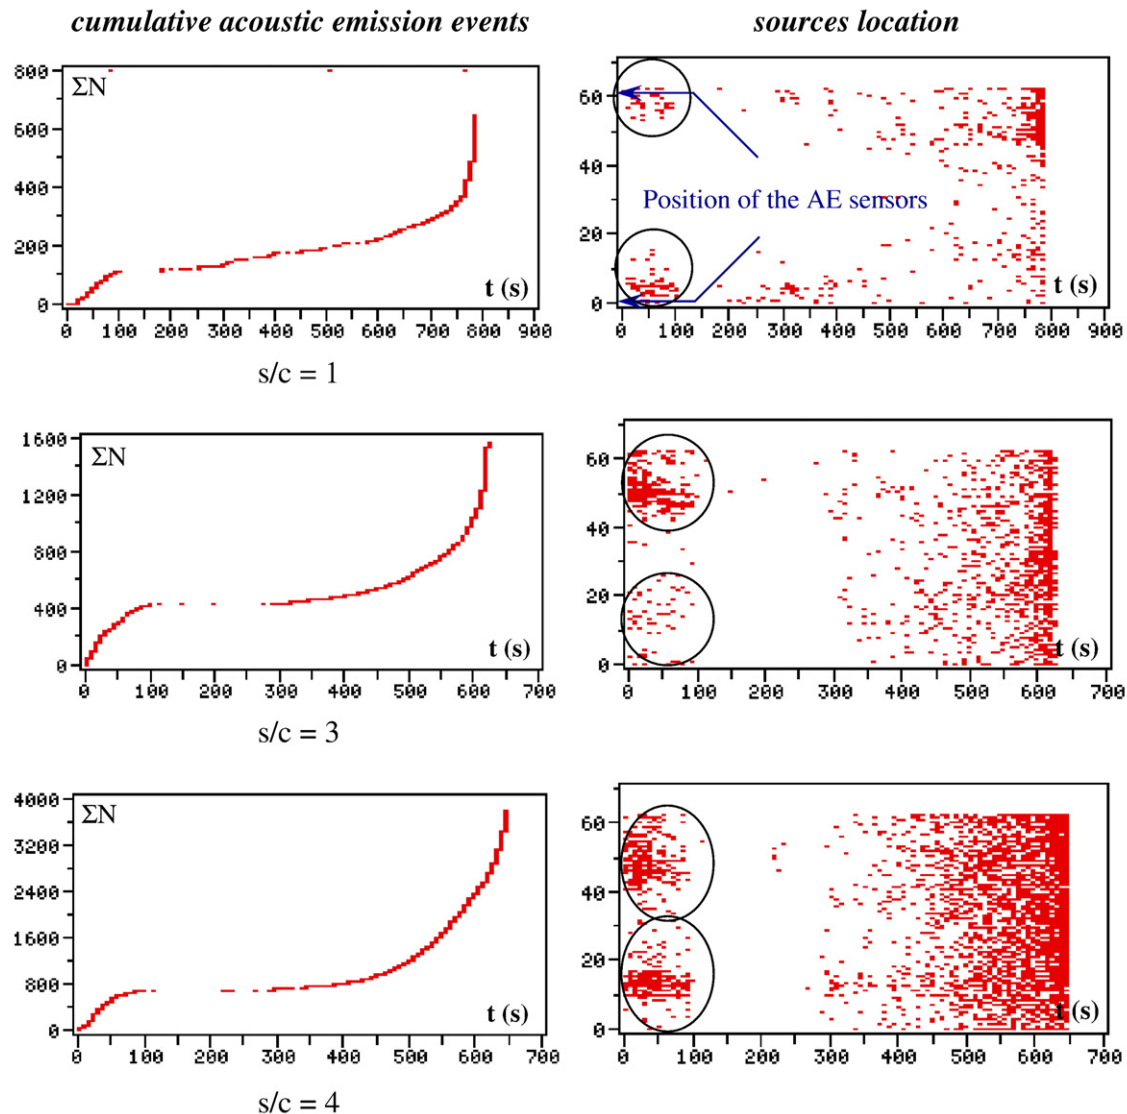 cumulative acoustic emission events
sources location
800
600
400
200
0
ΣN
t (s)
0 100 200 300 400 500 600 700 800 900
60
40
20
0
Position of the AE sensors
t (s)
0 100 200 300 400 500 600 700 800 900
s/c = 1
1600
1200
800
400
0
ΣN
t (s)
0 100 200 300 400 500 600 700
60
40
20
0
t (s)
0 100 200 300 400 500 600 700
s/c = 3
4000
3200
2400
1600
800
0
ΣN
t (s)
0 100 200 300 400 500 600 700
60
40
20
0
t (s)
0 100 200 300 400 500 600 700
s/c = 4